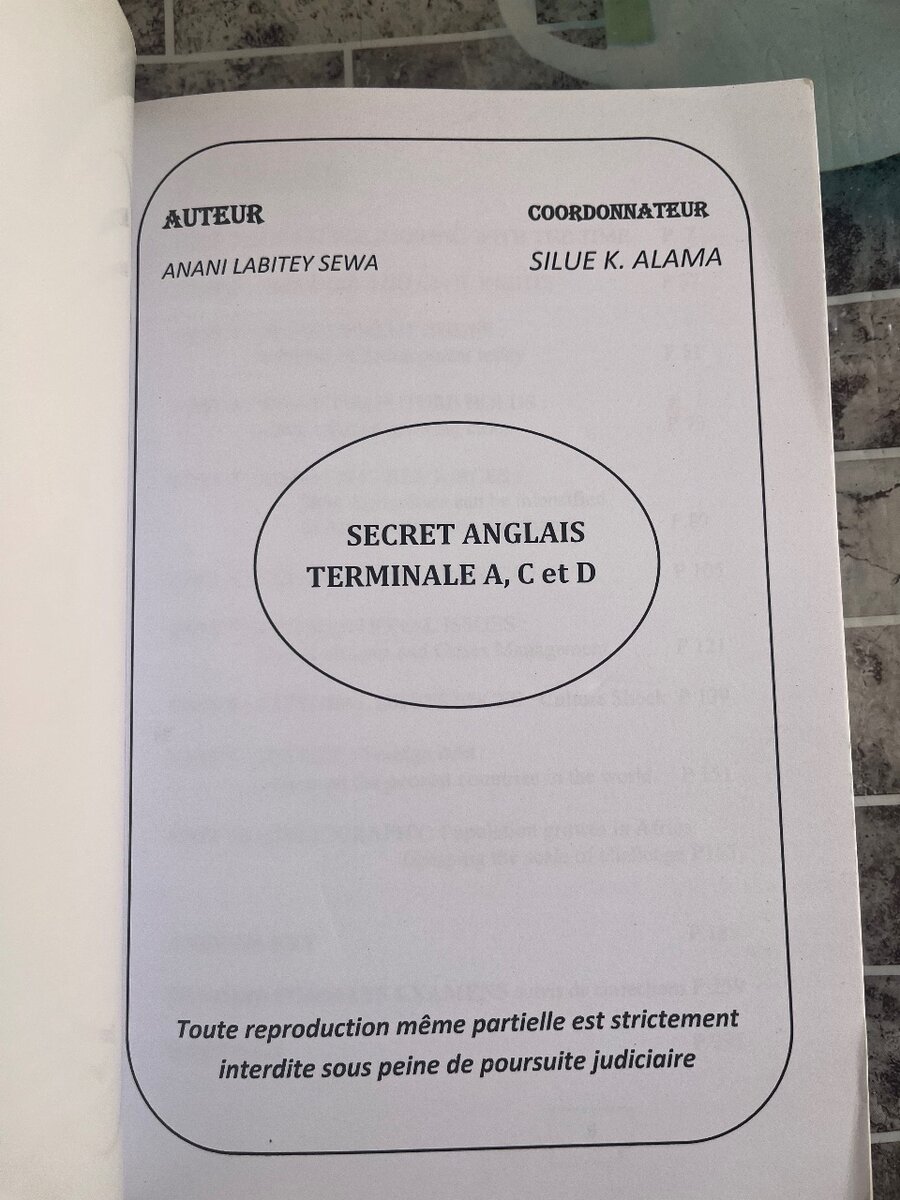 AUTEUR
COORDONNATEUR
ANANI LABITEY SEWA
SILUE K. ALAMA
SECRET ANGLAIS
TERMINALE A, C et D
Toute reproduction même partielle est strictement
interdite sous peine de poursuite judiciaire